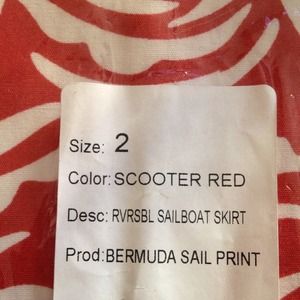 Size: 2
Color: SCOOTER RED
Desc: RVRSBL SAILBOAT SKIRT
Prod: BERMUDA SAIL PRINT